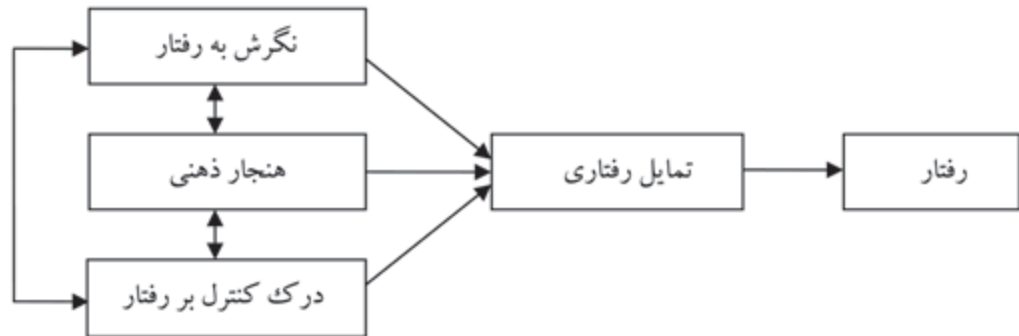 نگرش به رفتار
هنجار ذهنی
تمایل رفتاری
رفتار
درک کنترل بر رفتار